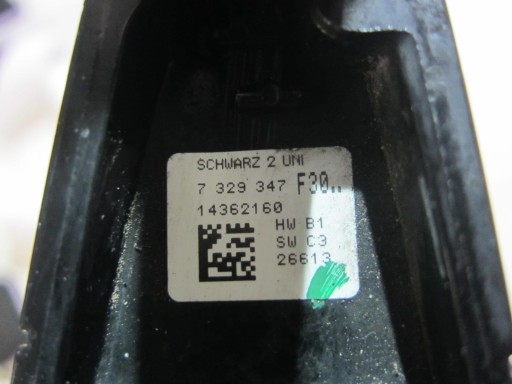 SCHWARZ 2 UNI
7 329 347 F30..
14362160
HW B1
SW C3
26613